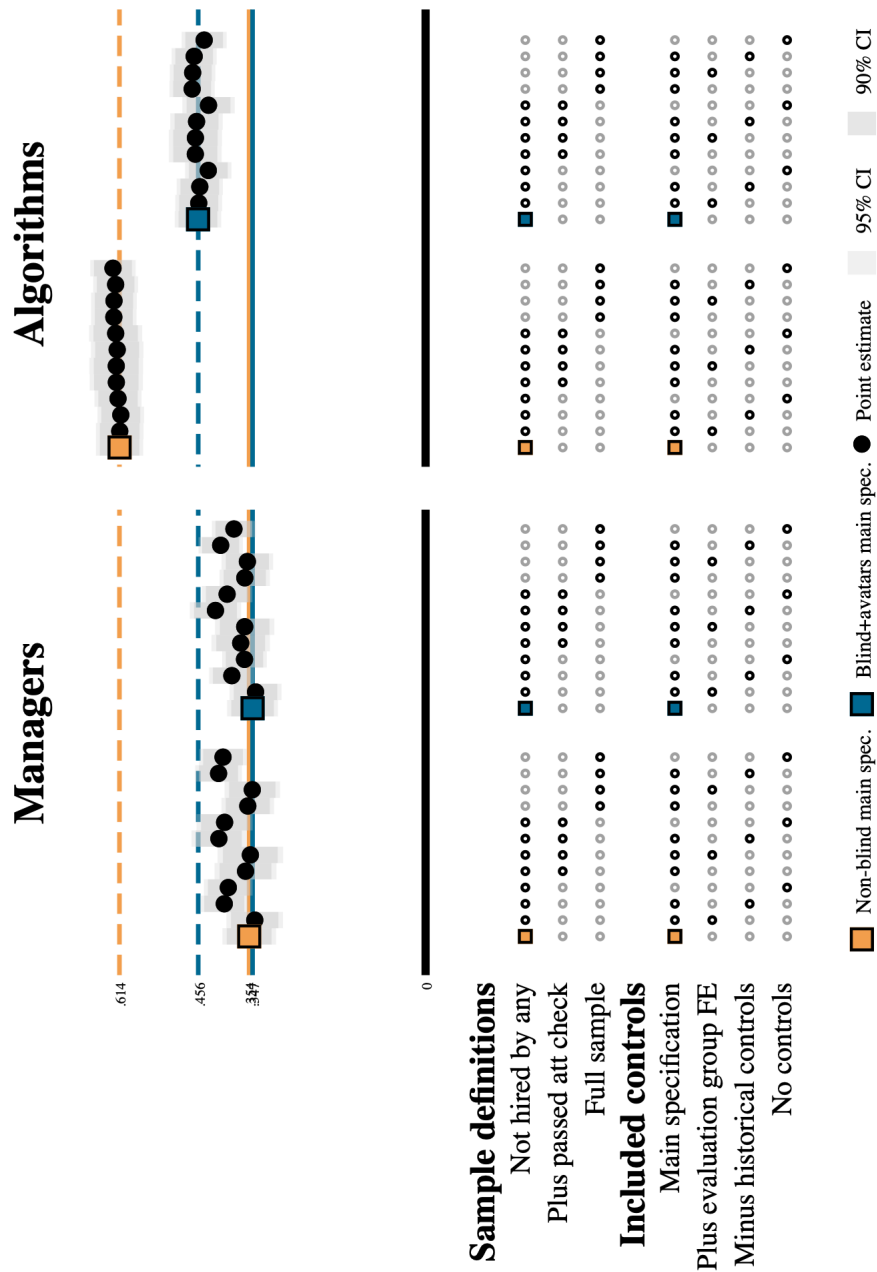 Managers
Algorithms
.614
.456
.354
.347
0
Sample definitions
Not hired by any
Plus passed att check
Full sample
Included controls
Main specification
Plus evaluation group FE
Minus historical controls
No controls
Non-blind main spec.
Blind+avatars main spec.
Point estimate
95% CI
90% CI